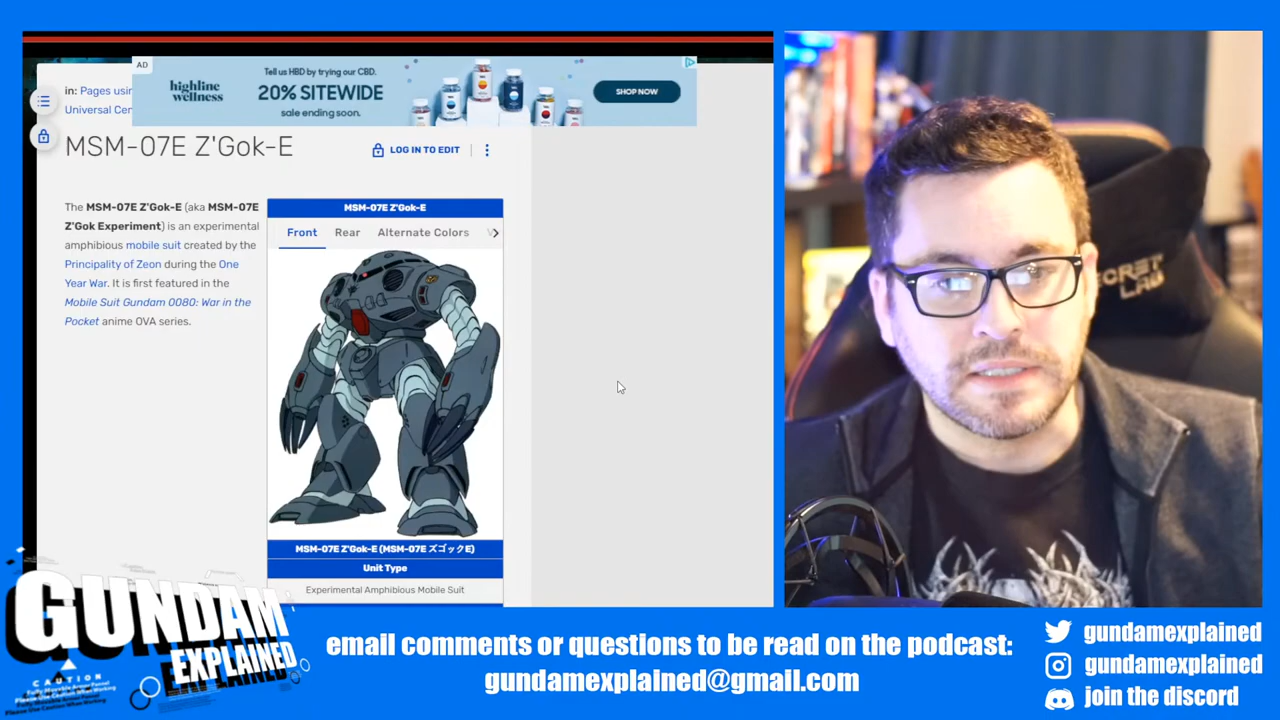 AD
Tell us HBD by trying our CBD.
highline
wellness
20% SITEWIDE
sale ending soon.
SHOP NOW
in: Pages usin
Universal Cen
MSM-07E Z'Gok-E
LOG IN TO EDIT
The MSM-07E Z'Gok-E (aka MSM-07E
Z'Gok Experiment) is an experimental
amphibious mobile suit created by the
Principality of Zeon during the One
Year War. It is first featured in the
Mobile Suit Gundam 0080: War in the
Pocket anime OVA series.
MSM-07E Z'Gok-E
Front Rear Alternate Colors
MSM-07E Z'Gok-E (MSM-07E ズゴックE)
Unit Type
Experimental Amphibious Mobile Suit
SECRET
LAB
GUNDAM
EXPLAINED
CAUTION
email comments or questions to be read on the podcast:
gundamexplained@gmail.com
gundamexplained
gundamexplained
join the discord